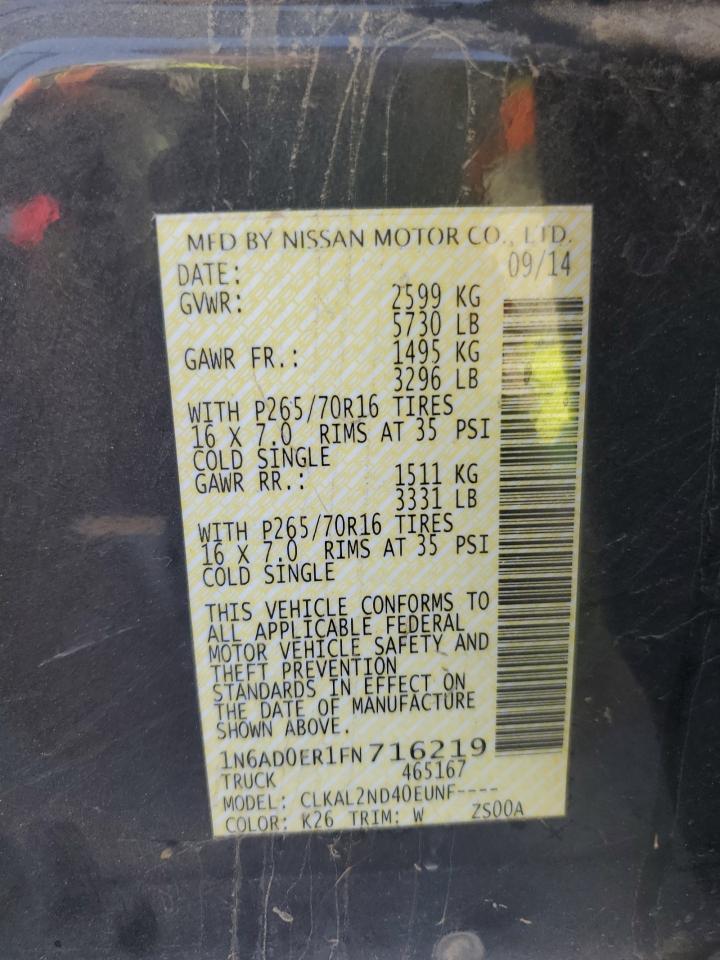 MFD BY NISSAN MOTOR CO., LTD.
DATE: 09/14
GVWR: 2599 KG
5730 LB
GAWR FR.: 1495 KG
3296 LB
WITH P265/70R16 TIRES
16 X 7.0 RIMS AT 35 PSI
COLD SINGLE
GAWR RR.: 1511 KG
3331 LB
WITH P265/70R16 TIRES
16 X 7.0 RIMS AT 35 PSI
COLD SINGLE
THIS VEHICLE CONFORMS TO
ALL APPLICABLE FEDERAL
MOTOR VEHICLE SAFETY AND
THEFT PREVENTION
STANDARDS IN EFFECT ON
THE DATE OF MANUFACTURE
SHOWN ABOVE.
1N6AD0ER1FN716219
TRUCK 465167
MODEL: CLKAL2ND40EUNF----
COLOR: K26 TRIM: W ZS00A